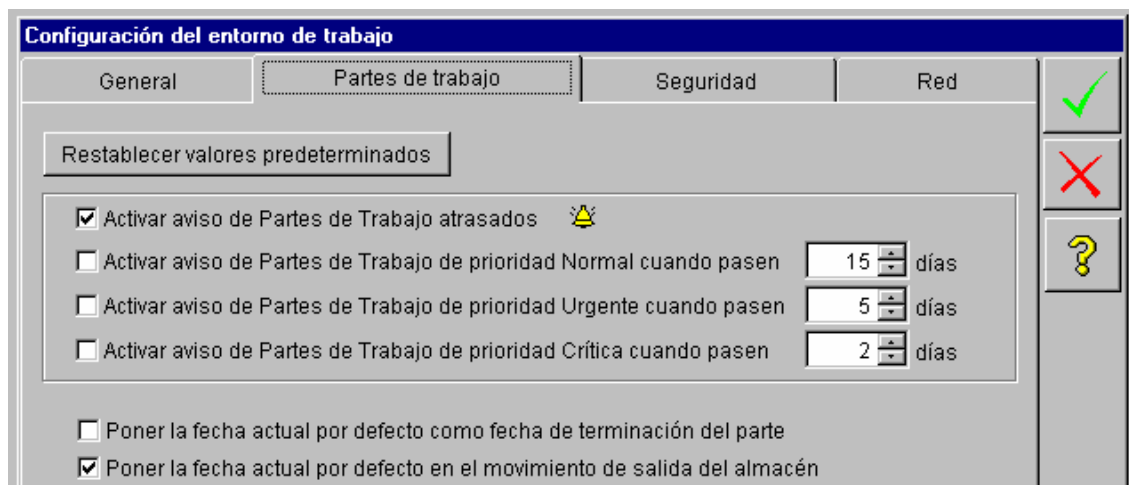 Configuración del entorno de trabajo
General Partes de trabajo Seguridad Red
Restablecer valores predeterminados
Activar aviso de Partes de Trabajo atrasados
Activar aviso de Partes de Trabajo de prioridad Normal cuando pasen 15 días
Activar aviso de Partes de Trabajo de prioridad Urgente cuando pasen 5 días
Activar aviso de Partes de Trabajo de prioridad Crítica cuando pasen 2 días
Poner la fecha actual por defecto como fecha de terminación del parte
Poner la fecha actual por defecto en el movimiento de salida del almacén